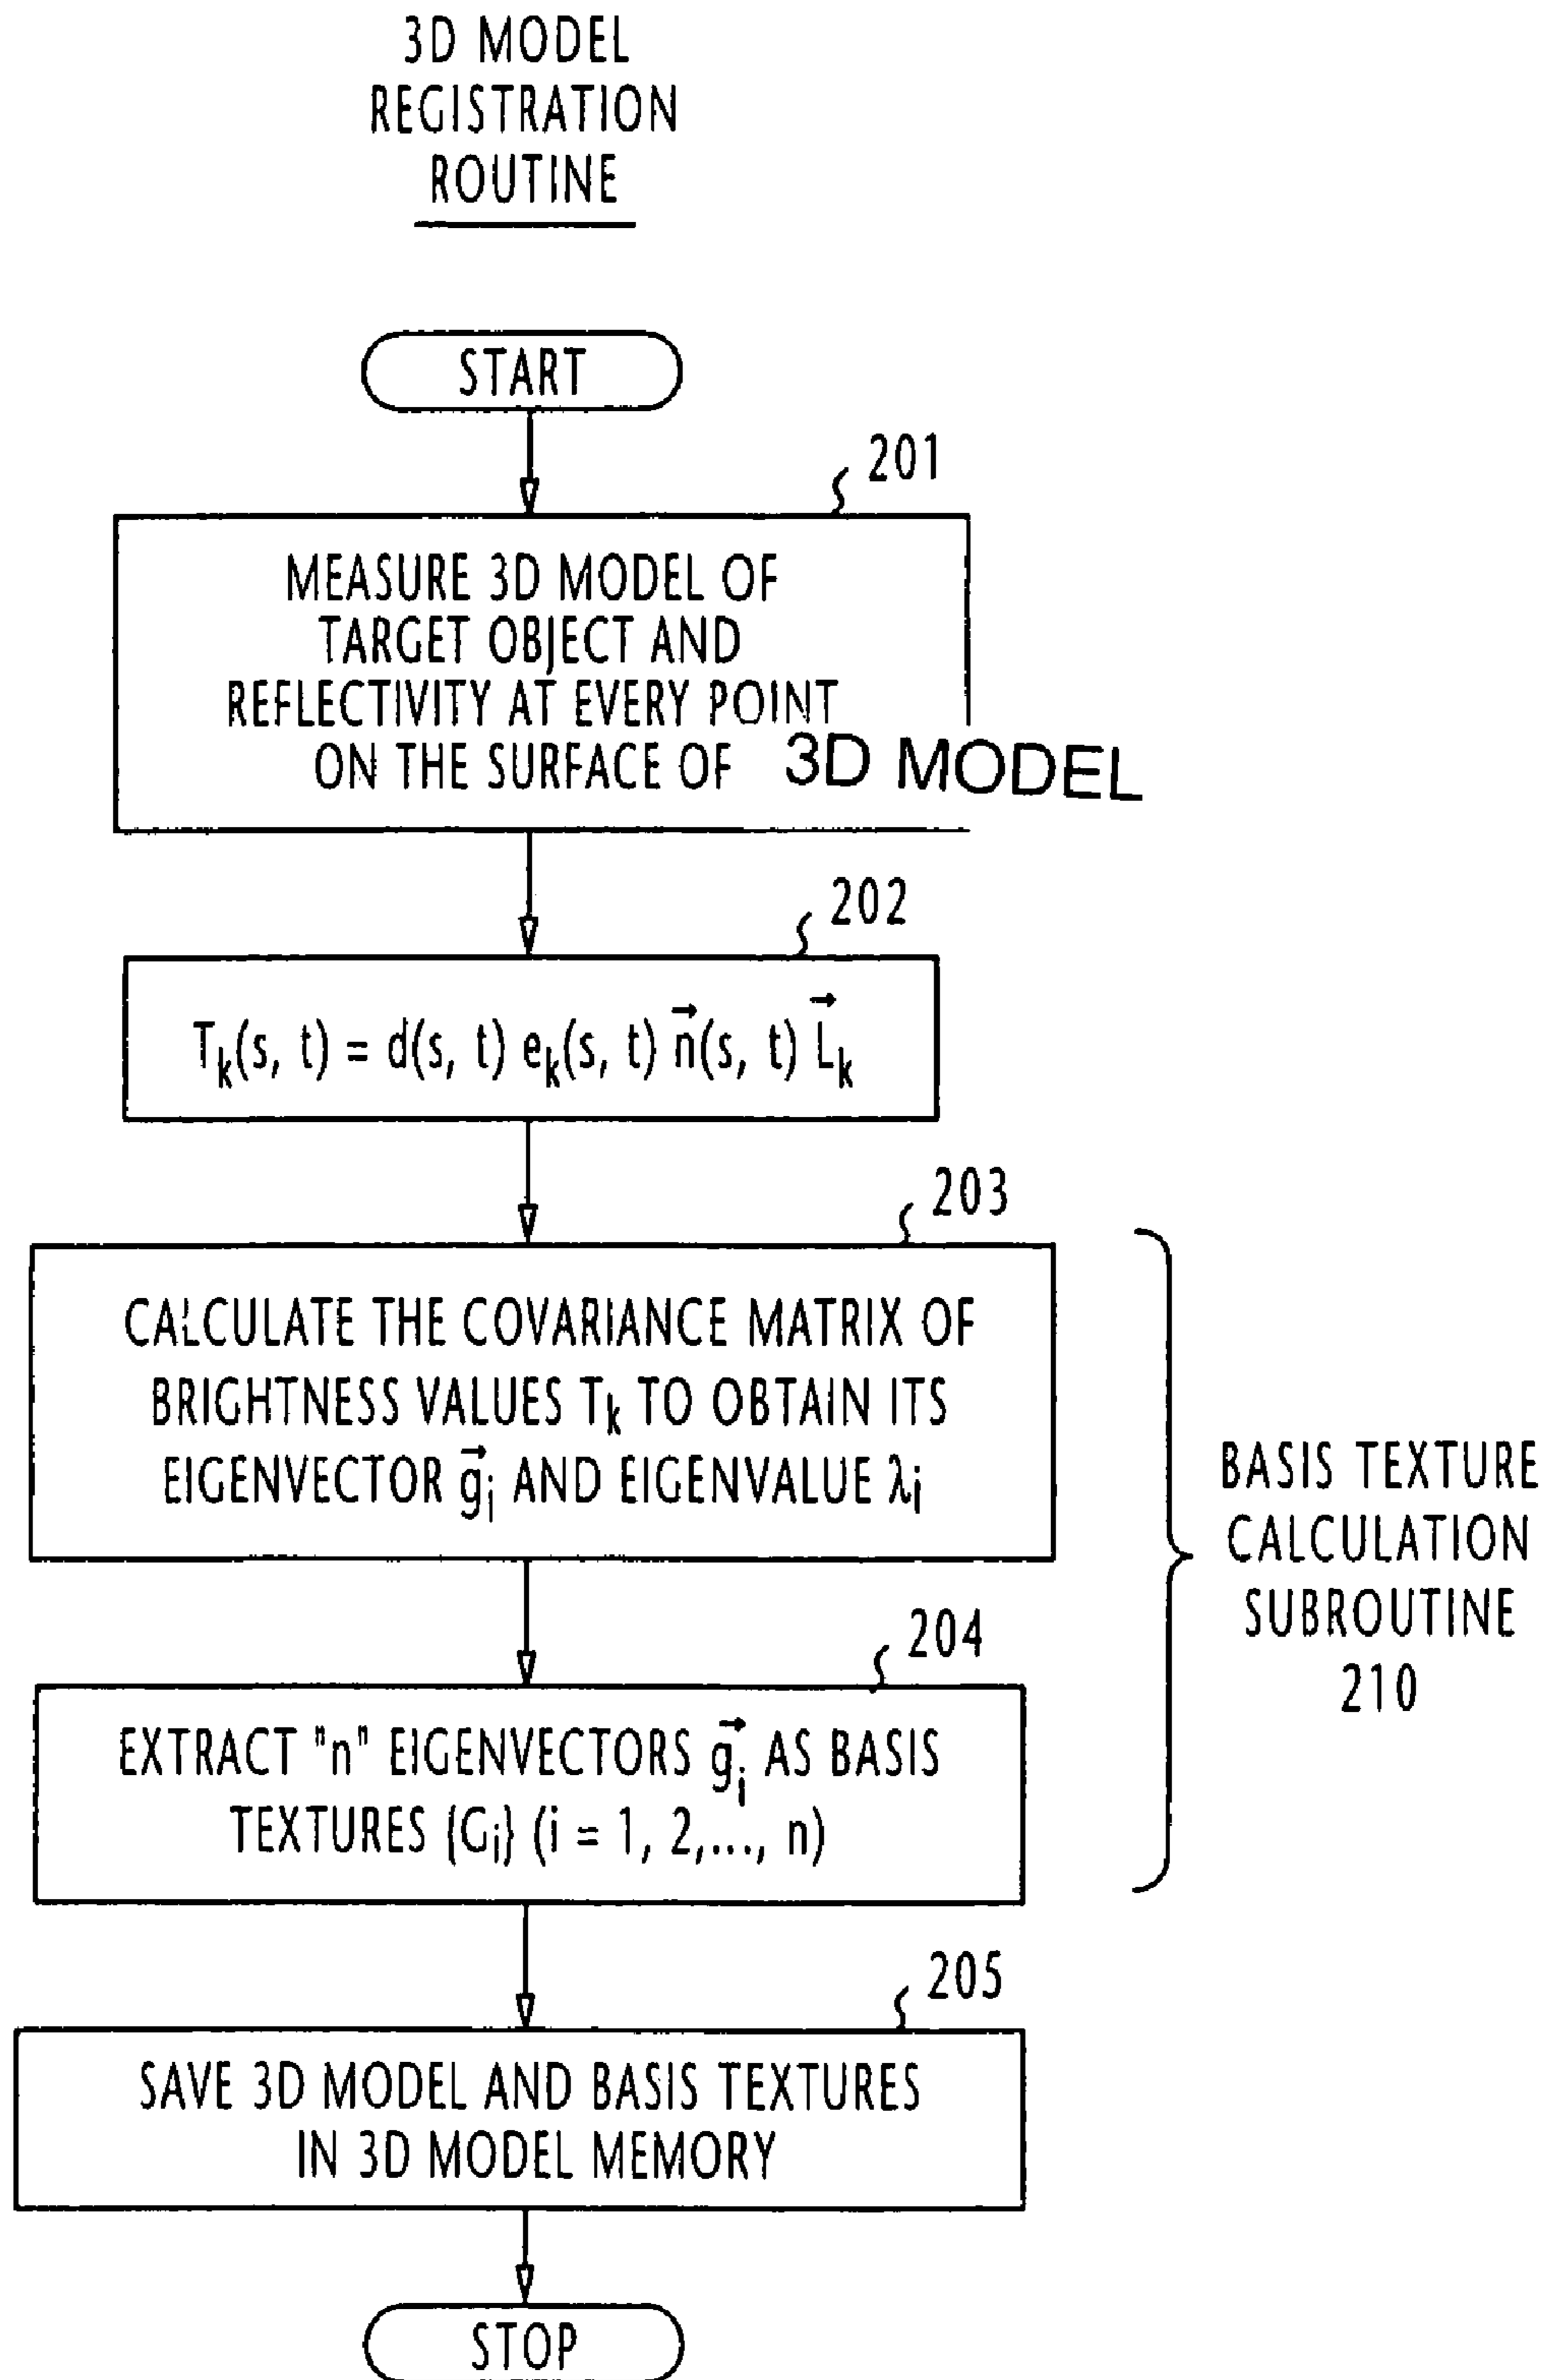 3D MODEL
REGISTRATION
ROUTINE
START
201
MEASURE 3D MODEL OF
TARGET OBJECT AND
REFLECTIVITY AT EVERY POINT
ON THE SURFACE OF 3D MODEL
202
Tₖ(s, t) = d(s, t) eₖ(s, t) n⃗(s, t) L⃗ₖ
203
CALCULATE THE COVARIANCE MATRIX OF
BRIGHTNESS VALUES Tₖ TO OBTAIN ITS
EIGENVECTOR g⃗ᵢ AND EIGENVALUE λᵢ
BASIS TEXTURE
CALCULATION
SUBROUTINE
210
204
EXTRACT "n" EIGENVECTORS g⃗ᵢ AS BASIS
TEXTURES {Gᵢ} (i = 1, 2,..., n)
205
SAVE 3D MODEL AND BASIS TEXTURES
IN 3D MODEL MEMORY
STOP